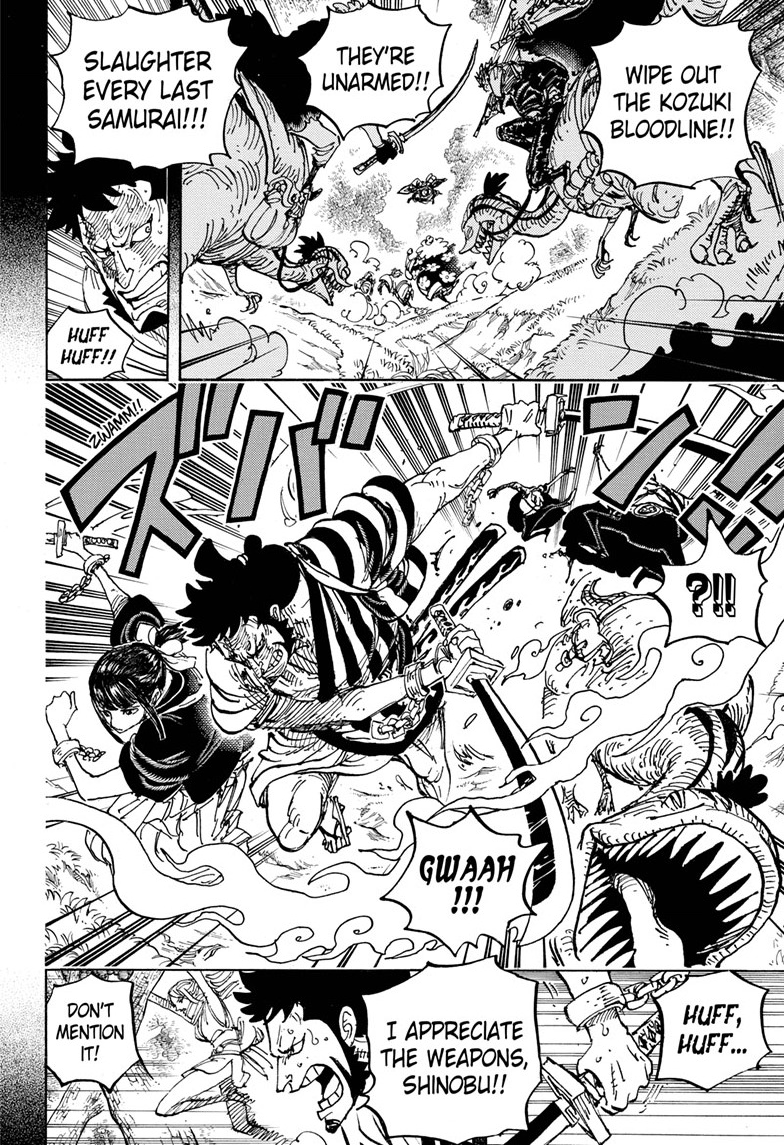 WIPE OUT
THE KOZUKI
BLOODLINE!!
THEY'RE
UNARMED!!
SLAUGHTER
EVERY LAST
SAMURAI!!!
HUFF
HUFF!!
ZWAMM!!
ズバンッ!!
?!!
GWAAH
!!!
HUFF,
HUFF...
I APPRECIATE
THE WEAPONS,
SHINOBU!!
DON'T
MENTION
IT!